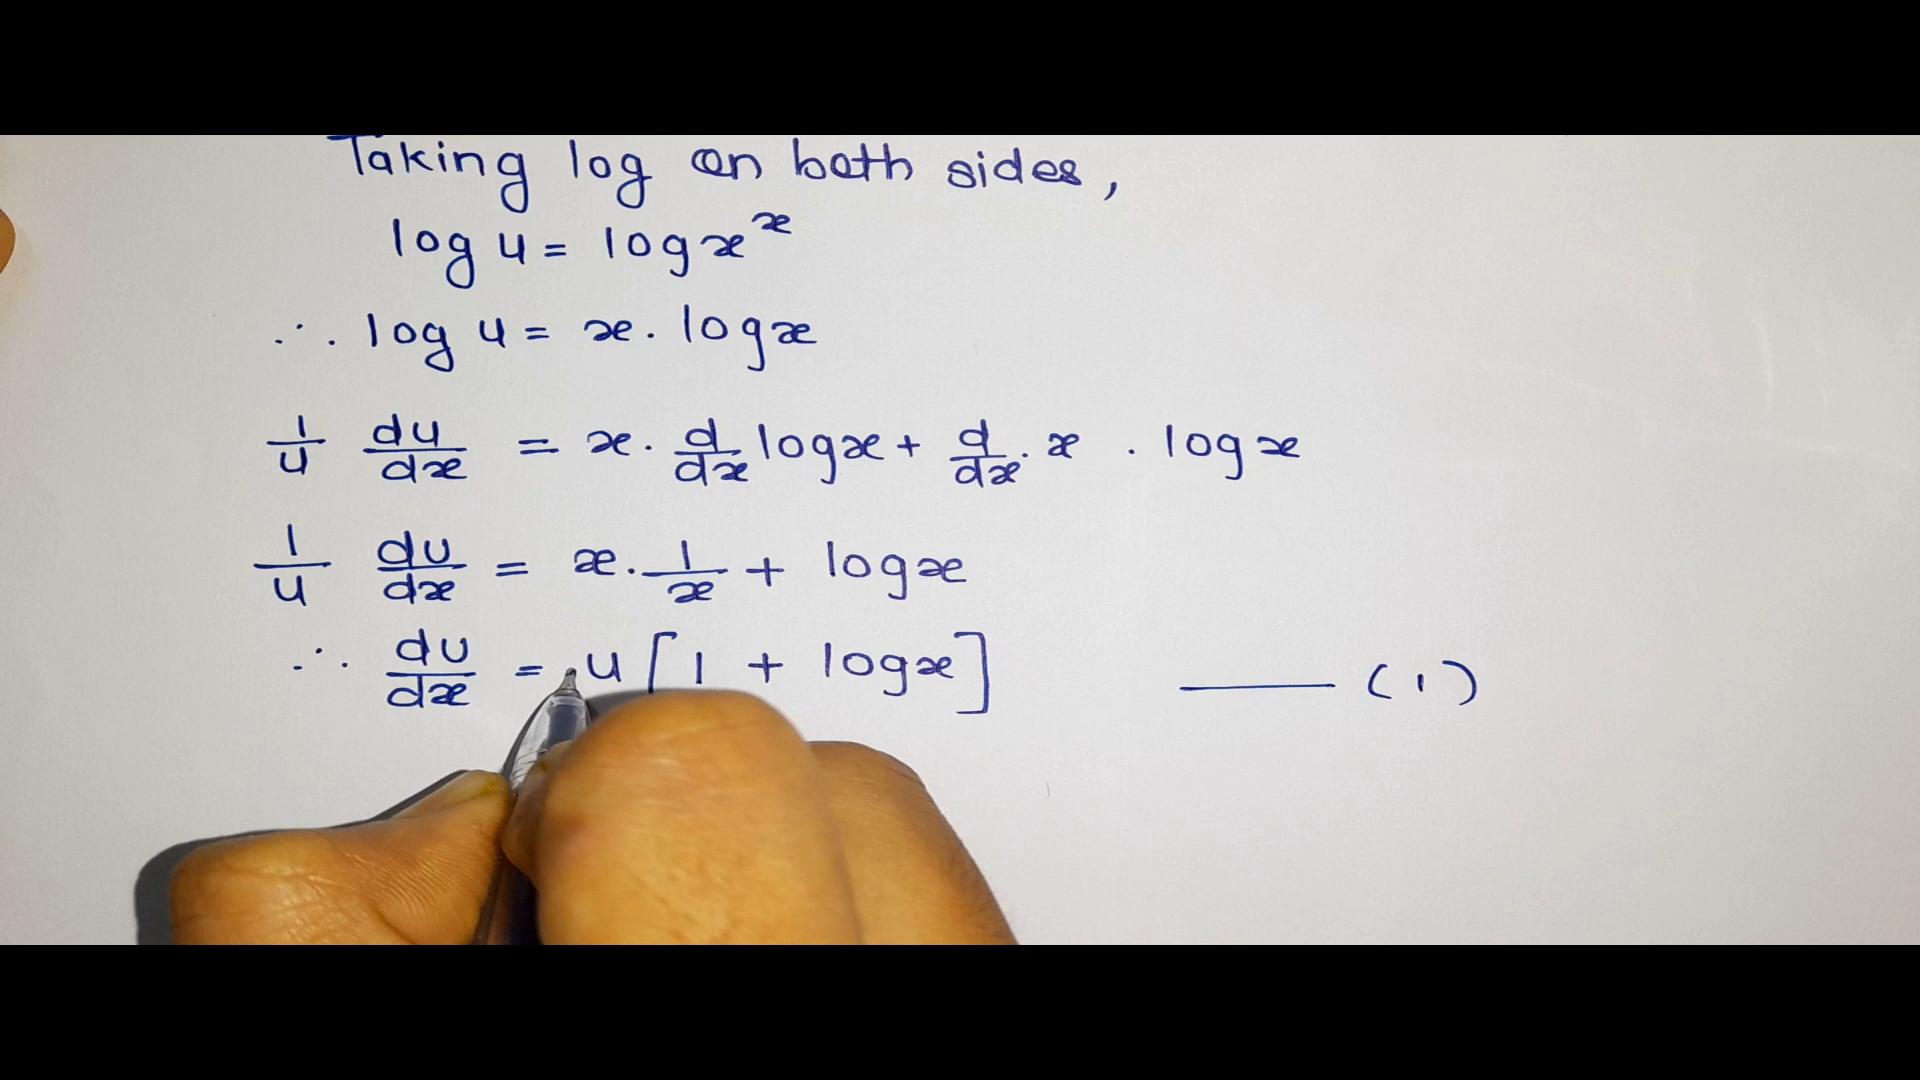 Taking log on both sides,
log u = log x^x
∴ log u = x . log x
1/u du/dx = x . d/dx log x + d/dx . x . log x
1/u du/dx = x . 1/x + log x
∴ du/dx = u [ 1 + log x ] —— (1)